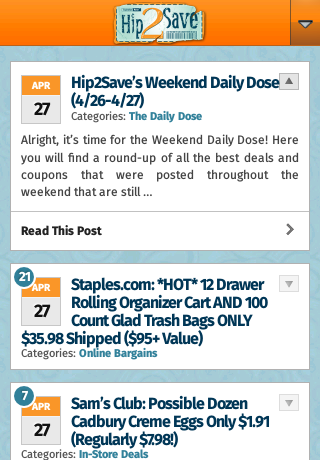 Hip2Save
APR
27
Hip2Save's Weekend Daily Dose
(4/26-4/27)
Categories: The Daily Dose
Alright, it's time for the Weekend Daily Dose! Here
you will find a round-up of all the best deals and
coupons that were posted throughout the
weekend that are still ...
Read This Post
21
APR
27
Staples.com: *HOT* 12 Drawer
Rolling Organizer Cart AND 100
Count Glad Trash Bags ONLY
$35.98 Shipped ($95+ Value)
Categories: Online Bargains
7
APR
27
Sam's Club: Possible Dozen
Cadbury Creme Eggs Only $1.91
(Regularly $7.98!)
Categories: In-Store Deals